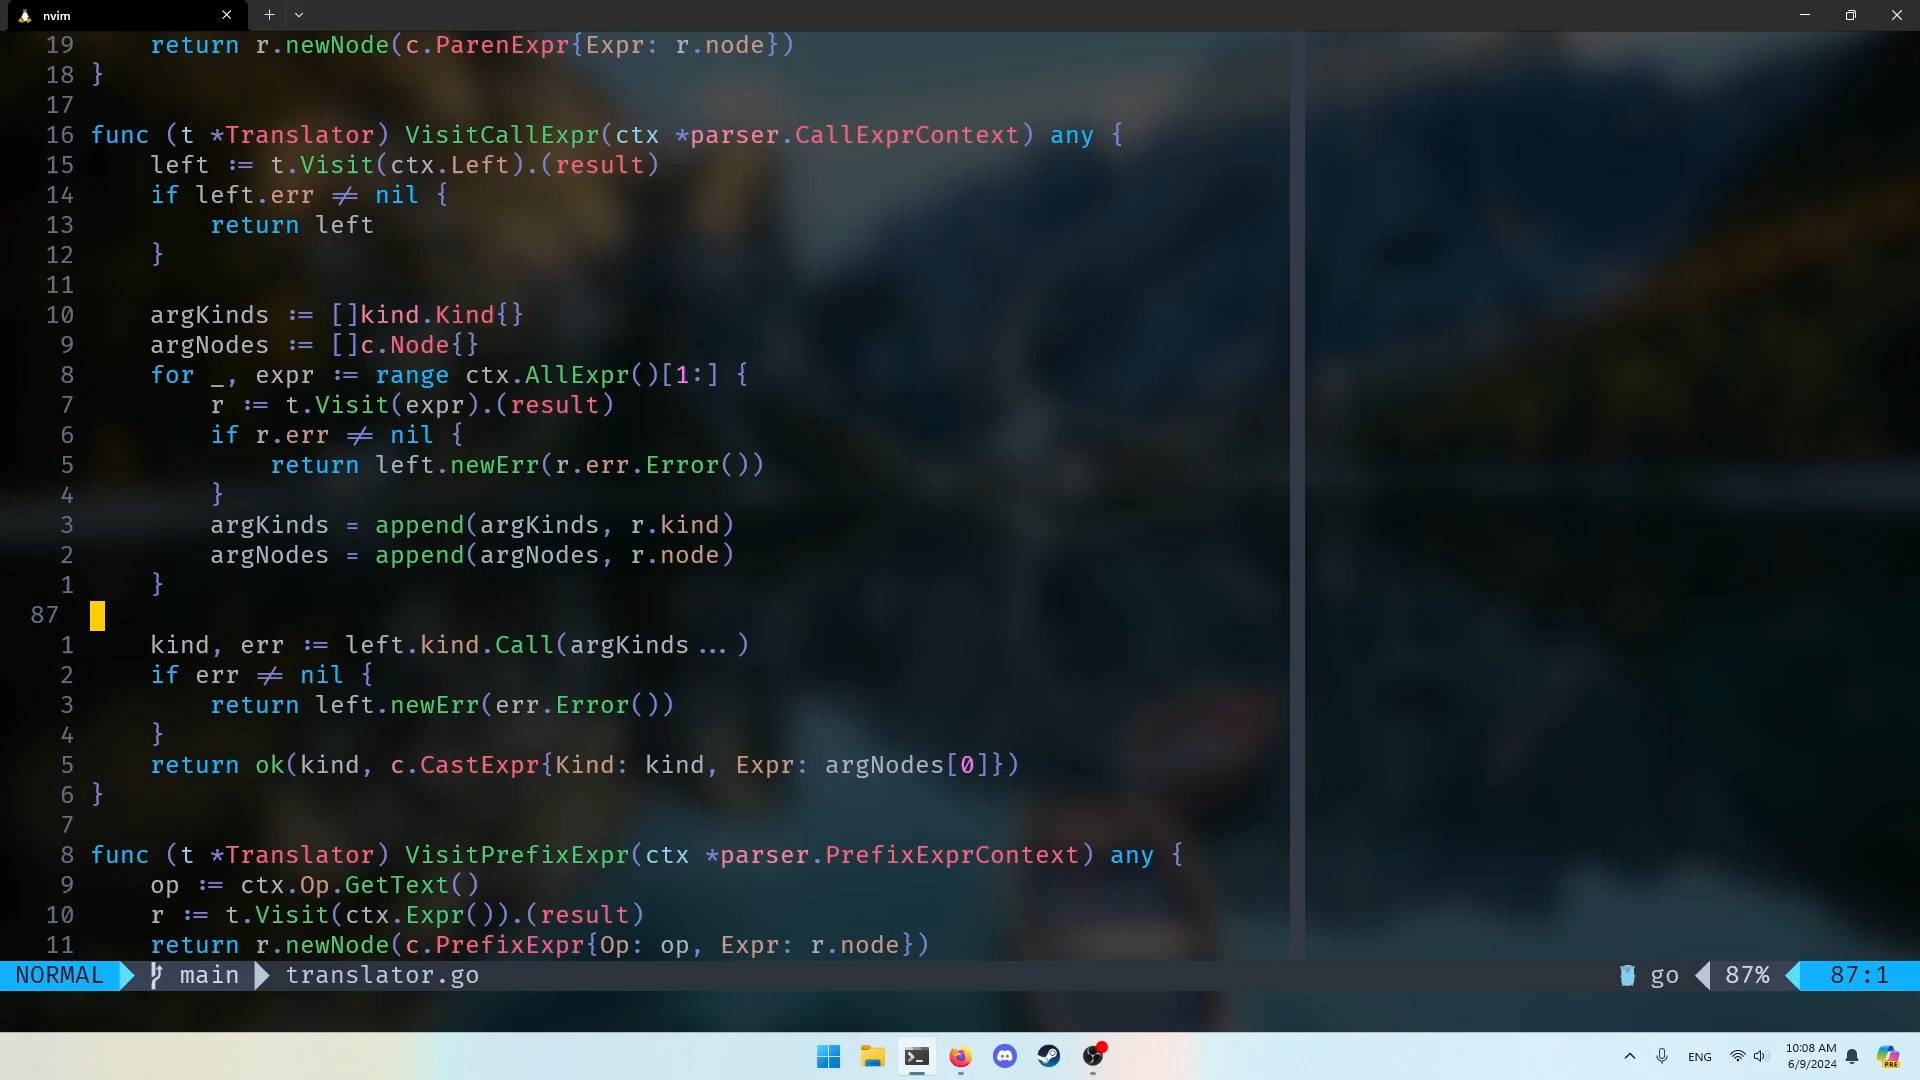 nvim
19 return r.newNode(c.ParenExpr{Expr: r.node})
18 }
17
16 func (t *Translator) VisitCallExpr(ctx *parser.CallExprContext) any {
15 left := t.Visit(ctx.Left).(result)
14 if left.err != nil {
13 return left
12 }
11
10 argKinds := []kind.Kind{}
9 argNodes := []c.Node{}
8 for _, expr := range ctx.AllExpr()[1:] {
7 r := t.Visit(expr).(result)
6 if r.err != nil {
5 return left.newErr(r.err.Error())
4 }
3 argKinds = append(argKinds, r.kind)
2 argNodes = append(argNodes, r.node)
1 }
87
1 kind, err := left.kind.Call(argKinds...)
2 if err != nil {
3 return left.newErr(err.Error())
4 }
5 return ok(kind, c.CastExpr{Kind: kind, Expr: argNodes[0]})
6 }
7
8 func (t *Translator) VisitPrefixExpr(ctx *parser.PrefixExprContext) any {
9 op := ctx.Op.GetText()
10 r := t.Visit(ctx.Expr()).(result)
11 return r.newNode(c.PrefixExpr{Op: op, Expr: r.node})
NORMAL main translator.go go 87% 87:1
ENG 10:08 AM
6/9/2024
PRE